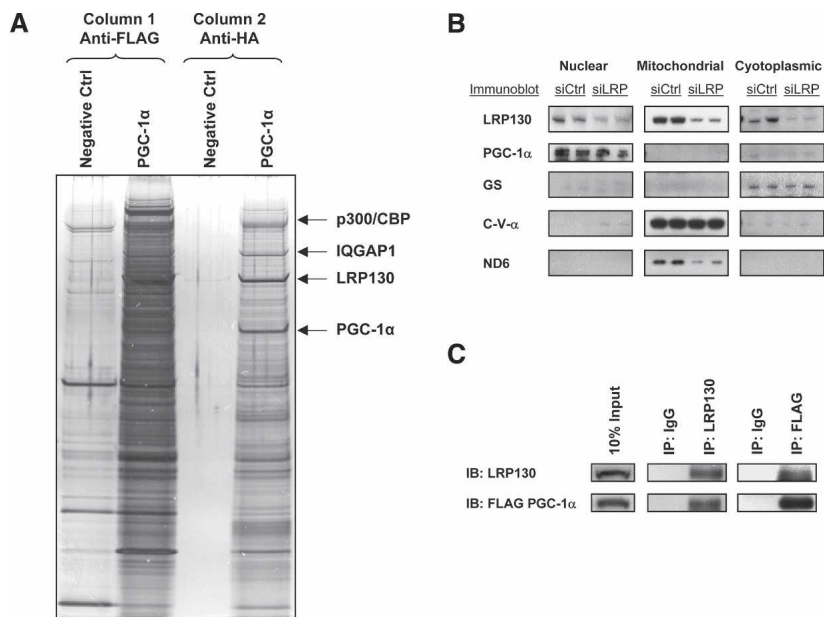 A
Column 1
Anti-FLAG
Column 2
Anti-HA
Negative Ctrl
PGC-1α
Negative Ctrl
PGC-1α
p300/CBP
IQGAP1
LRP130
PGC-1α
B
Nuclear Mitochondrial Cyotoplasmic
Immunoblot siCtrl siLRP siCtrl siLRP siCtrl siLRP
LRP130
PGC-1α
GS
C-V-α
ND6
C
10% Input
IP: IgG
IP: LRP130
IP: IgG
IP: FLAG
IB: LRP130
IB: FLAG PGC-1α